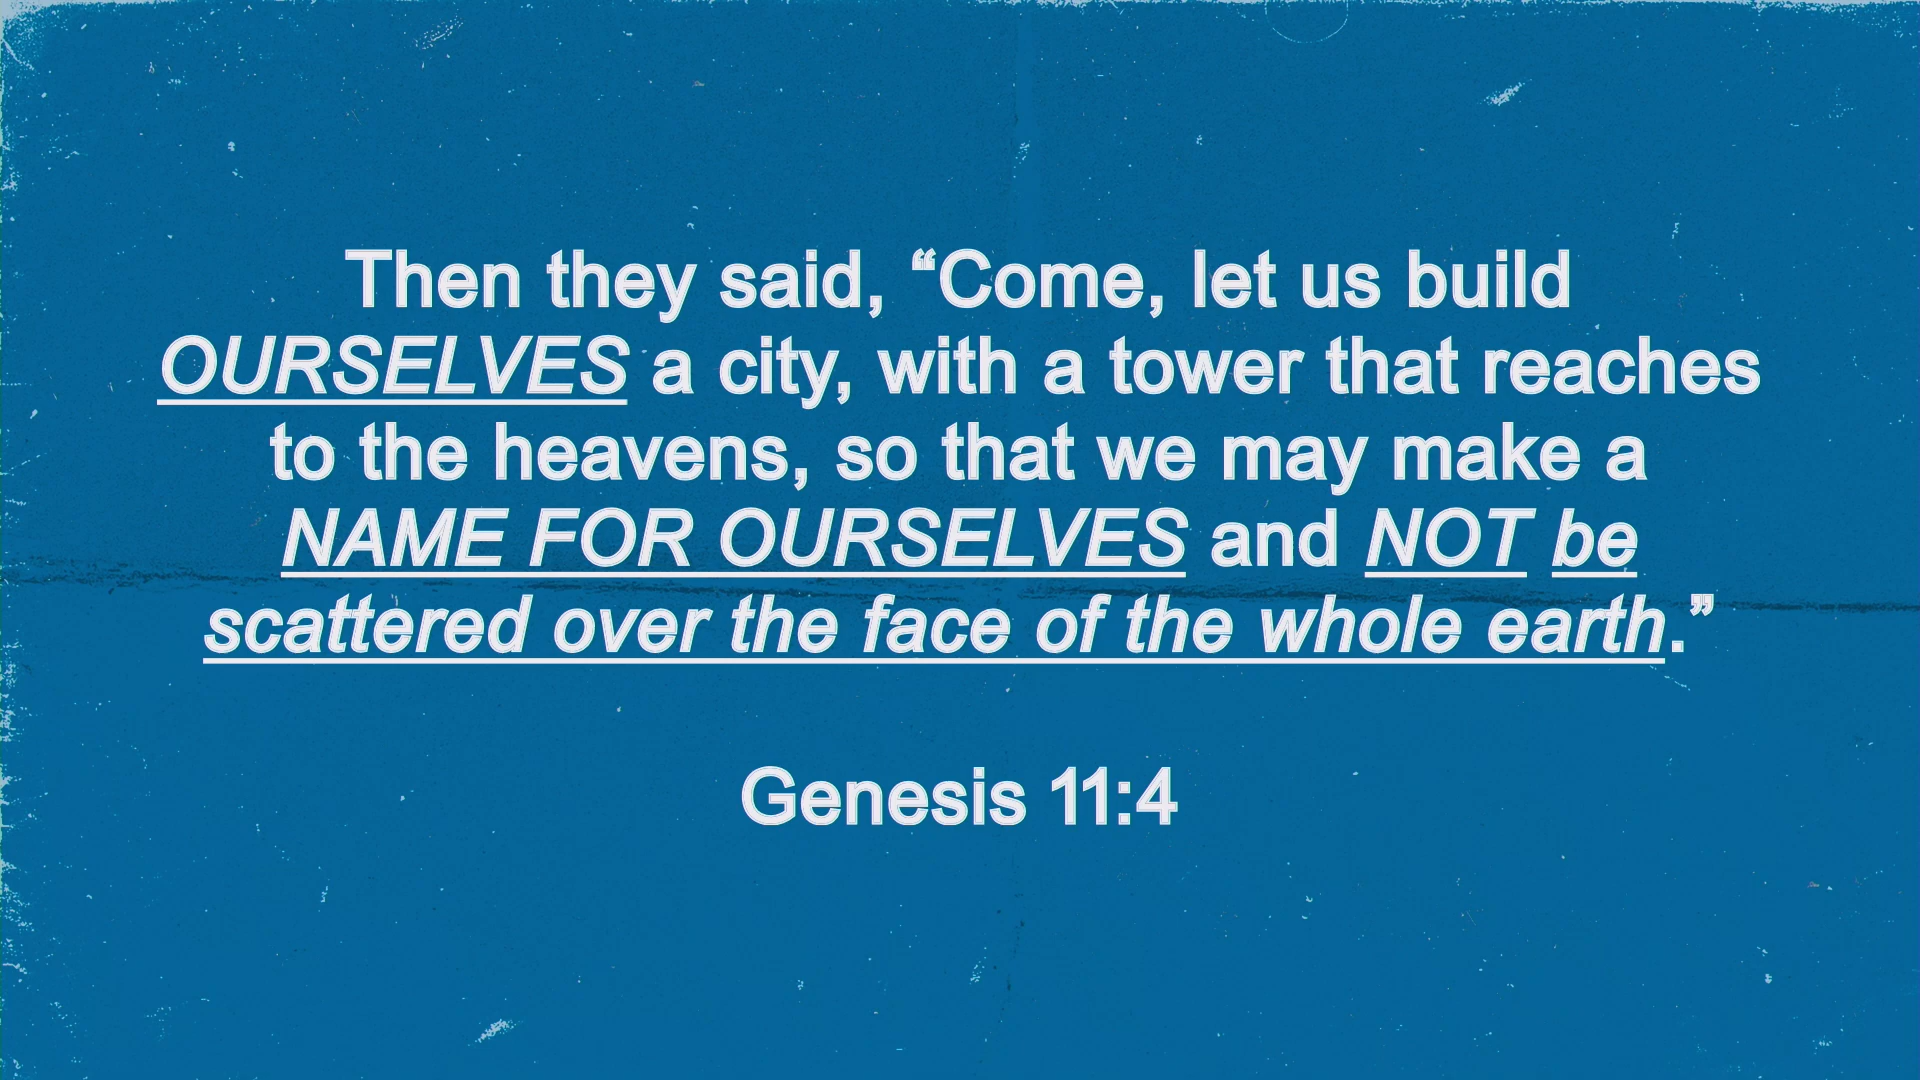 Then they said, “Come, let us build
OURSELVES a city, with a tower that reaches
to the heavens, so that we may make a
NAME FOR OURSELVES and NOT be
scattered over the face of the whole earth.”
Genesis 11:4